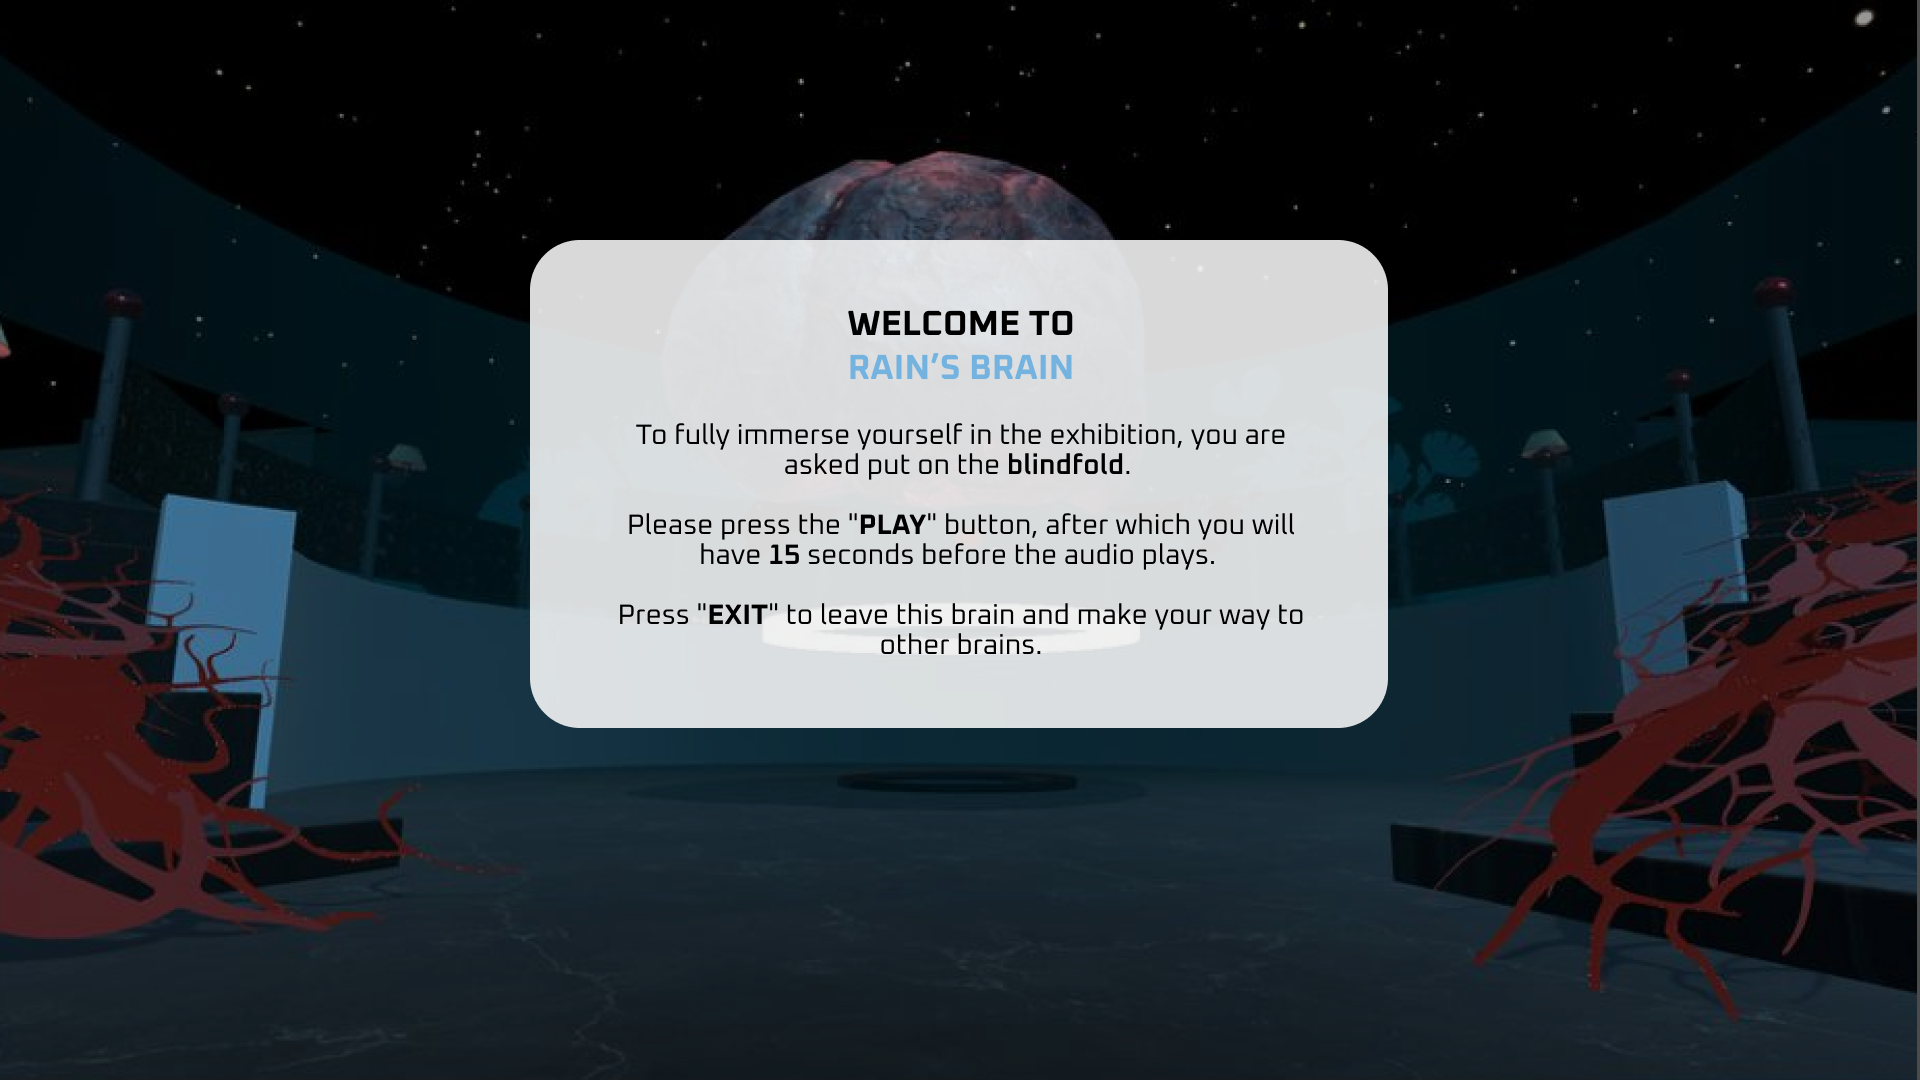 WELCOME TO
RAIN'S BRAIN
To fully immerse yourself in the exhibition, you are
asked put on the blindfold.
Please press the "PLAY" button, after which you will
have 15 seconds before the audio plays.
Press "EXIT" to leave this brain and make your way to
other brains.